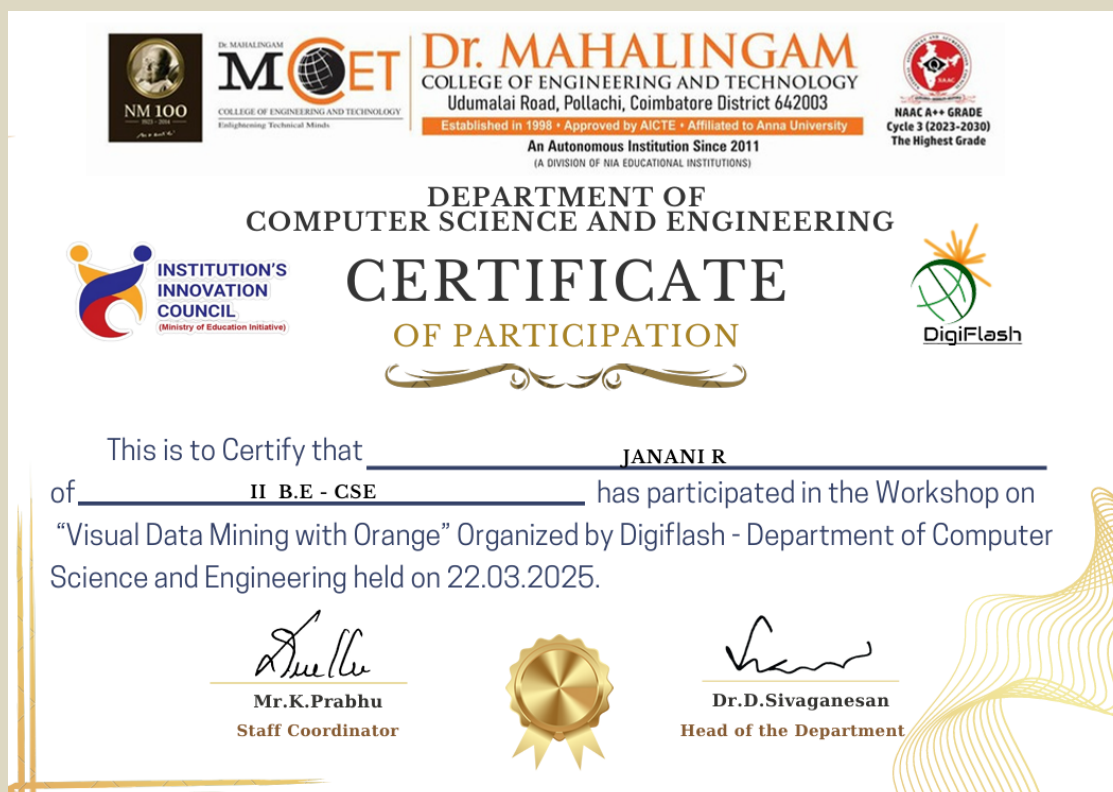 NM 100
1923 - 2014
Dr. MAHALINGAM
MCET
COLLEGE OF ENGINEERING AND TECHNOLOGY
Enlightening Technical Minds
Dr. MAHALINGAM
COLLEGE OF ENGINEERING AND TECHNOLOGY
Udumalai Road, Pollachi, Coimbatore District 642003
Established in 1998 • Approved by AICTE • Affiliated to Anna University
An Autonomous Institution Since 2011
(A DIVISION OF NIA EDUCATIONAL INSTITUTIONS)
NAAC A++ GRADE
Cycle 3 (2023-2030)
The Highest Grade
DEPARTMENT OF
COMPUTER SCIENCE AND ENGINEERING
INSTITUTION'S
INNOVATION
COUNCIL
(Ministry of Education Initiative)
CERTIFICATE
OF PARTICIPATION
DigiFlash
This is to Certify that JANANI R
of II B.E - CSE has participated in the Workshop on
“Visual Data Mining with Orange” Organized by Digiflash - Department of Computer
Science and Engineering held on 22.03.2025.
Mr.K.Prabhu
Staff Coordinator
Dr.D.Sivaganesan
Head of the Department